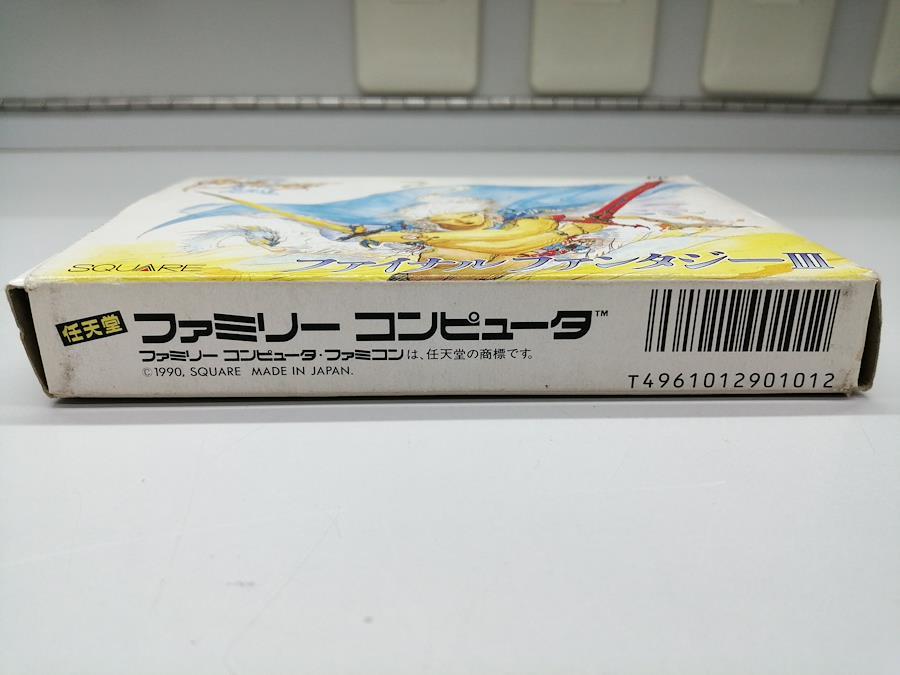 SQUARE
ファイナルファンタジーIII
任天堂 ファミリー コンピュータ™
ファミリー コンピュータ・ファミコンは、任天堂の商標です。
©1990, SQUARE MADE IN JAPAN.
T4961012901012